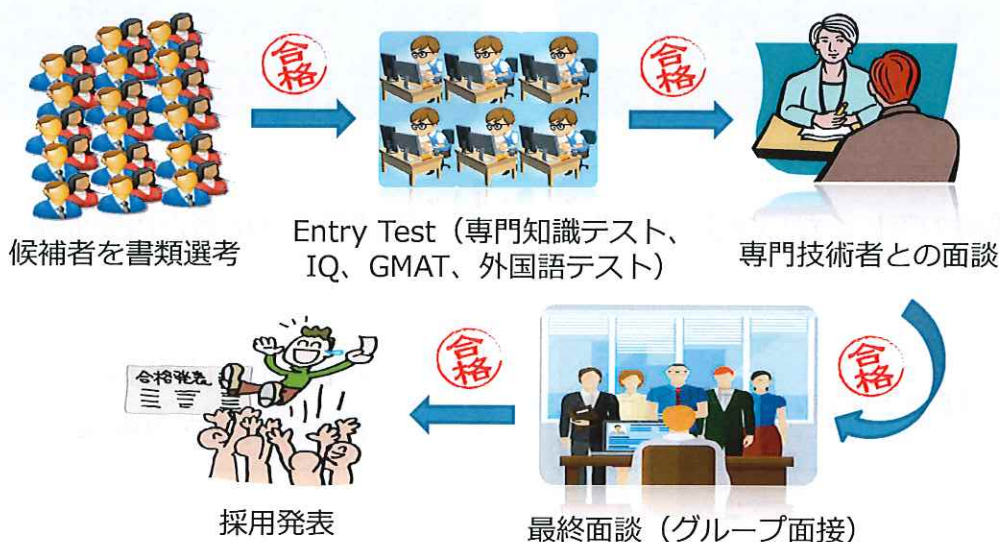 合格
合格
候補者を書類選考
Entry Test（専門知識テスト、
IQ、GMAT、外国語テスト）
専門技術者との面談
合格
合格
合格発表
採用発表
最終面談（グループ面接）